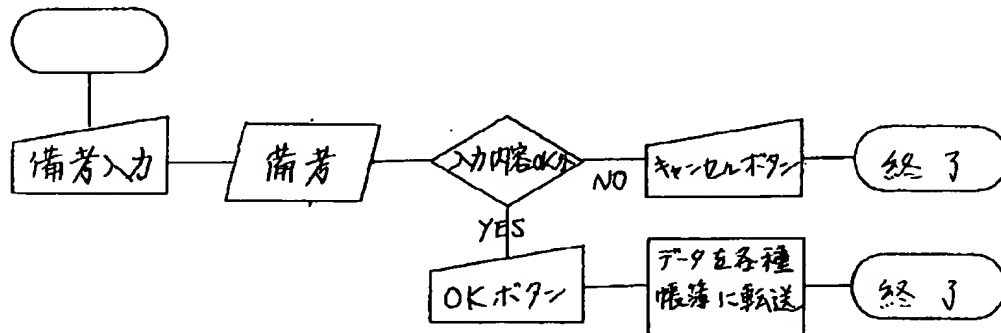 備考入力
備考
入力内容OKか
NO
キャンセルボタン
終了
YES
OKボタン
データを各種
帳簿に転送
終了